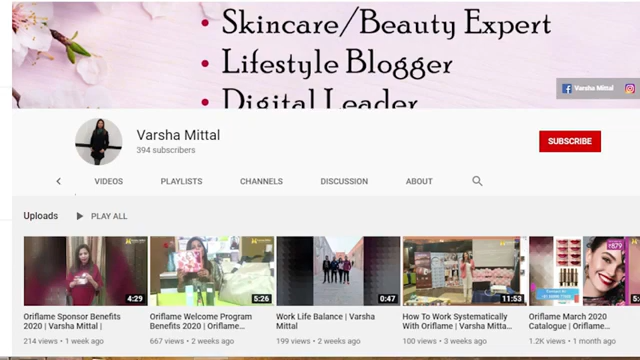 • Skincare/Beauty Expert
• Lifestyle Blogger
• Digital Leader
Varsha Mittal
Varsha Mittal
394 subscribers
SUBSCRIBE
VIDEOS
PLAYLISTS
CHANNELS
DISCUSSION
ABOUT
Uploads
PLAY ALL
4:29
5:26
0:47
11:53
₹879
5:
Oriflame Sponsor Benefits
2020 | Varsha Mittal |
214 views • 1 week ago
Oriflame Welcome Program
Benefits 2020 | Oriflame...
667 views • 2 weeks ago
Work Life Balance | Varsha
Mittal
199 views • 2 weeks ago
How To Work Systematically
With Oriflame | Varsha Mitta...
100 views • 3 weeks ago
Oriflame March 2020
Catalogue | Oriflame...
1.2K views • 1 month ago